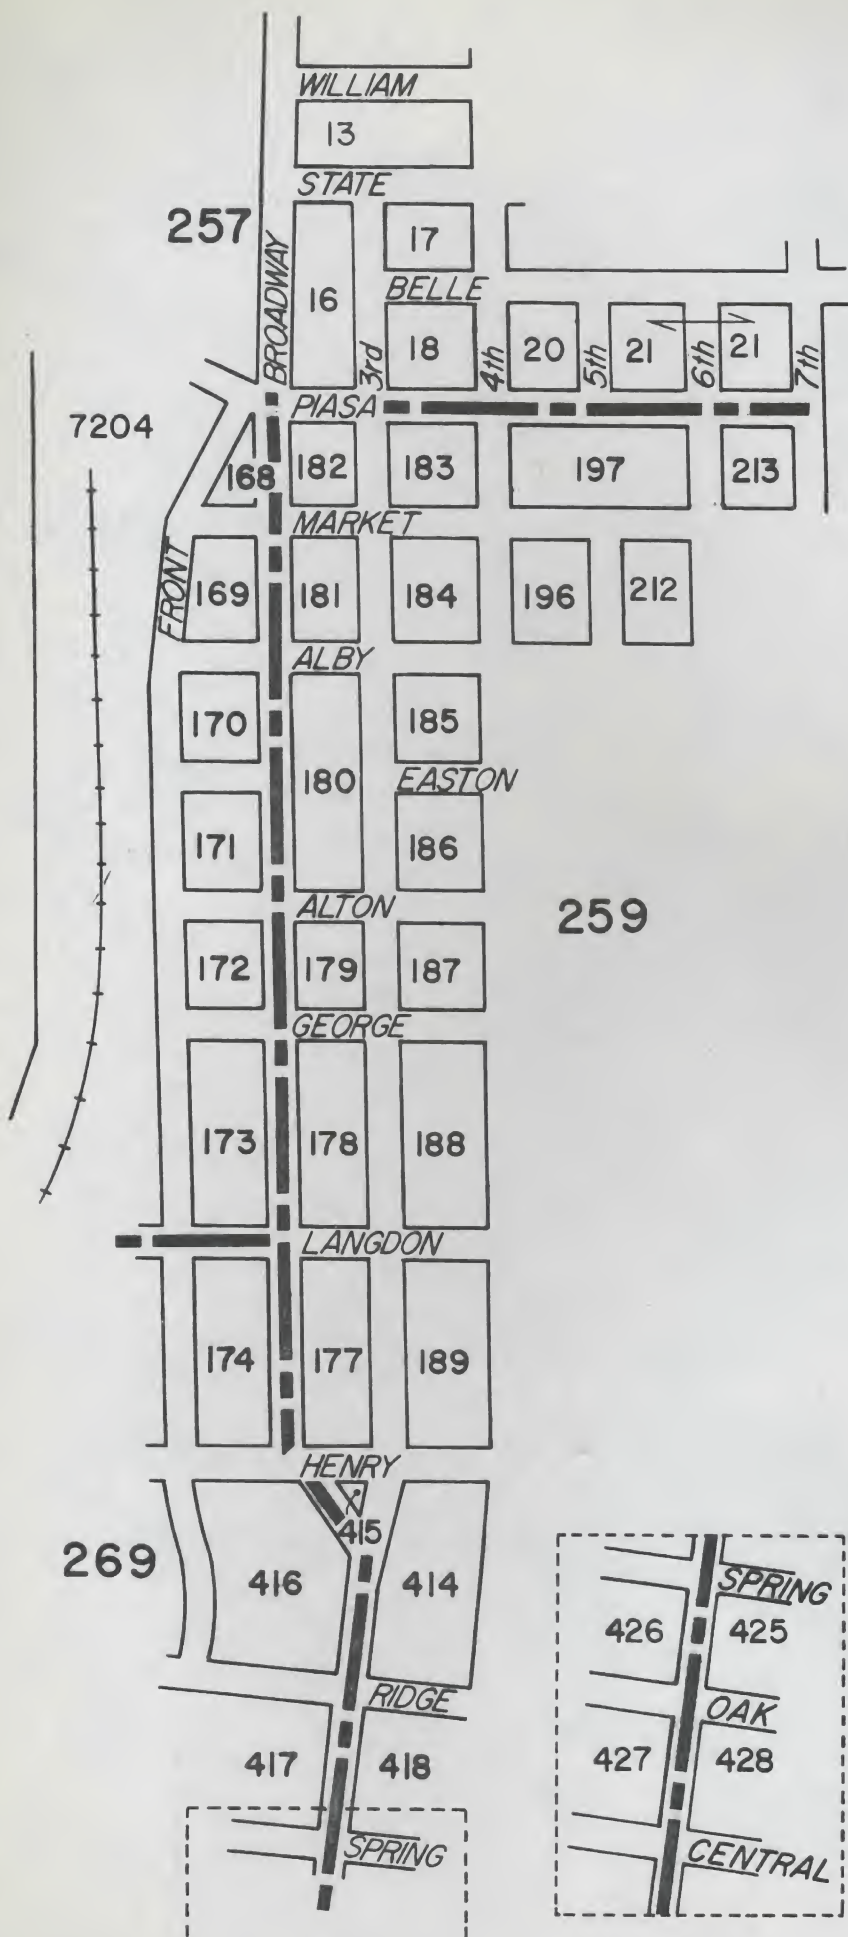 WILLIAM
13
STATE
257
BROADWAY
16
17
BELLE
3rd
18
4th
20
5th
21
6th
21
7th
PIASA
7204
168
182
183
197
213
MARKET
FRONT
169
181
184
196
212
ALBY
170
180
185
EASTON
171
186
ALTON
259
172
179
187
GEORGE
173
178
188
LANGDON
174
177
189
HENRY
415
269
416
414
RIDGE
417
418
SPRING
SPRING
426
425
OAK
427
428
CENTRAL